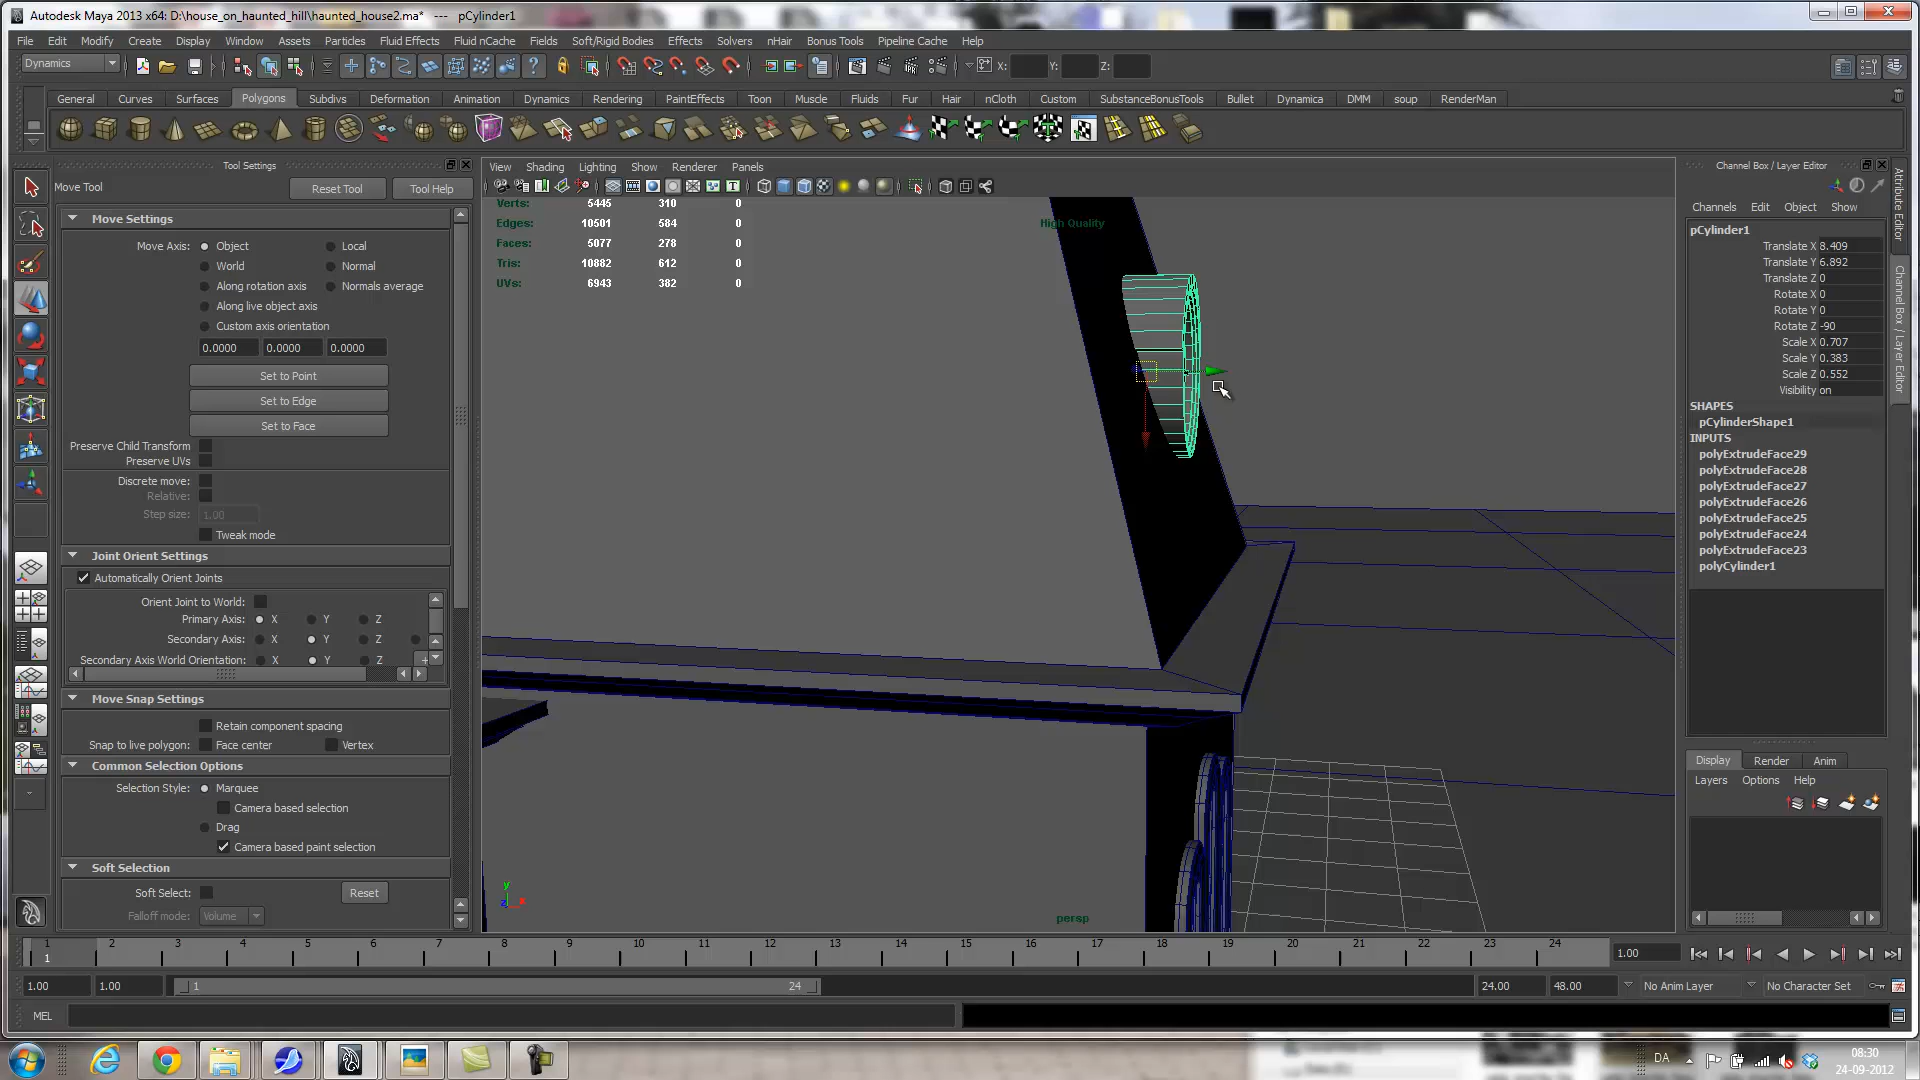 Autodesk Maya 2013 x64: D:\house_on_haunted_hill\haunted_house2.ma* --- pCylinder1
File Edit Modify Create Display Window Assets Particles Fluid Effects Fluid nCache Fields Soft/Rigid Bodies Effects Solvers nHair Bonus Tools Pipeline Cache Help
Dynamics X: Y: Z:
General Curves Surfaces Polygons Subdivs Deformation Animation Dynamics Rendering PaintEffects Toon Muscle Fluids Fur Hair nCloth Custom SubstanceBonusTools Bullet Dynamica DMM soup RenderMan
Tool Settings
Move Tool Reset Tool Tool Help
Move Settings
Move Axis: Object Local
World Normal
Along rotation axis Normals average
Along live object axis
Custom axis orientation
0.0000 0.0000 0.0000
Set to Point
Set to Edge
Set to Face
Preserve Child Transform
Preserve UVs
Discrete move:
Relative:
Step size: 1.00
Tweak mode
Joint Orient Settings
Automatically Orient Joints
Orient Joint to World:
Primary Axis: X Y Z
Secondary Axis: X Y Z
Secondary Axis World Orientation: X Y Z +
Move Snap Settings
Retain component spacing
Snap to live polygon: Face center Vertex
Common Selection Options
Selection Style: Marquee
Camera based selection
Drag
Camera based paint selection
Soft Selection
Soft Select: Reset
Falloff mode: Volume
View Shading Lighting Show Renderer Panels
Verts: 5445 310 0
Edges: 10501 584 0
Faces: 5077 278 0
Tris: 10882 612 0
UVs: 6943 382 0
High Quality
y
z x
persp
Channel Box / Layer Editor
Channels Edit Object Show
pCylinder1
Translate X 8.409
Translate Y 6.892
Translate Z 0
Rotate X 0
Rotate Y 0
Rotate Z -90
Scale X 0.707
Scale Y 0.383
Scale Z 0.552
Visibility on
SHAPES
pCylinderShape1
INPUTS
polyExtrudeFace29
polyExtrudeFace28
polyExtrudeFace27
polyExtrudeFace26
polyExtrudeFace25
polyExtrudeFace24
polyExtrudeFace23
polyCylinder1
Display Render Anim
Layers Options Help
Attribute Editor
Channel Box / Layer Editor
1 2 3 4 5 6 7 8 9 10 11 12 13 14 15 16 17 18 19 20 21 22 23 24
1 1.00
1.00 1.00 1 24 24.00 48.00 No Anim Layer No Character Set
MEL
DA 08:30
24-09-2012